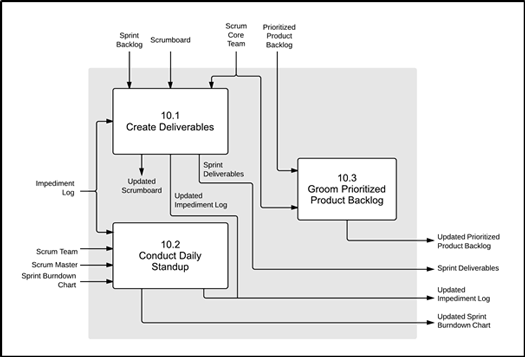 Sprint
Backlog
Scrumboard
Scrum
Core
Team
Prioritized
Product
Backlog
10.1
Create Deliverables
Sprint
Deliverables
10.3
Groom Prioritized
Product Backlog
Impediment
Log
Updated
Scrumboard
Updated
Impediment Log
10.2
Conduct Daily
Standup
Scrum Team
Scrum Master
Sprint Burndown
Chart
Updated Prioritized
Product Backlog
Sprint Deliverables
Updated
Impediment Log
Updated Sprint
Burndown Chart